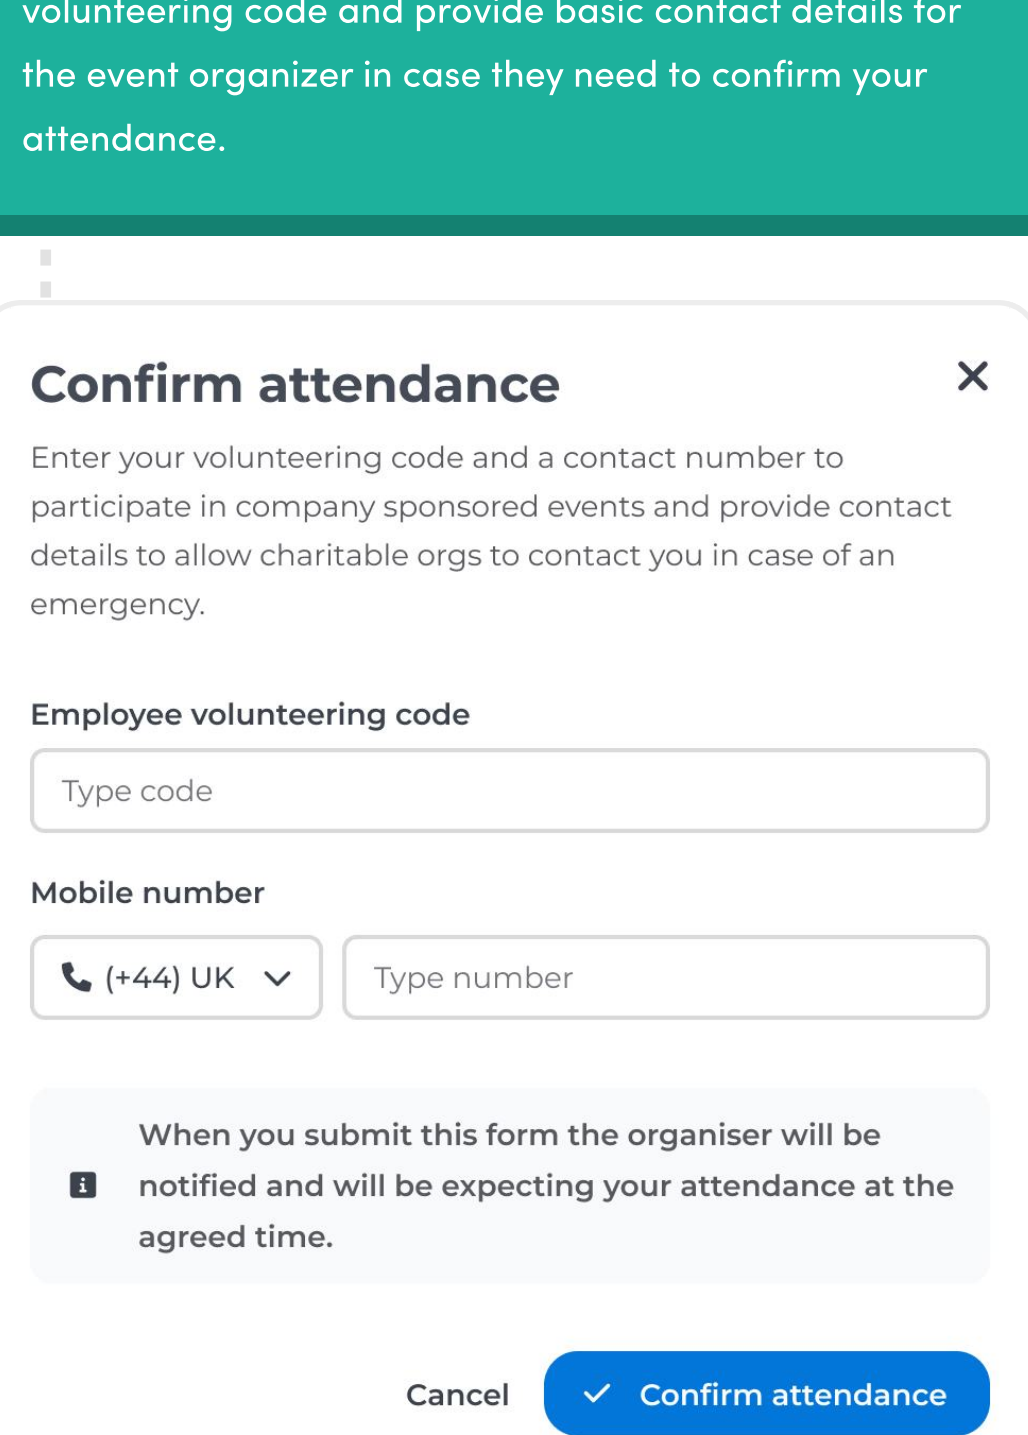 volunteering code and provide basic contact details for
the event organizer in case they need to confirm your
attendance.
Confirm attendance
Enter your volunteering code and a contact number to
participate in company sponsored events and provide contact
details to allow charitable orgs to contact you in case of an
emergency.
Employee volunteering code
Type code
Mobile number
(+44) UK
Type number
When you submit this form the organiser will be
notified and will be expecting your attendance at the
agreed time.
Cancel
Confirm attendance